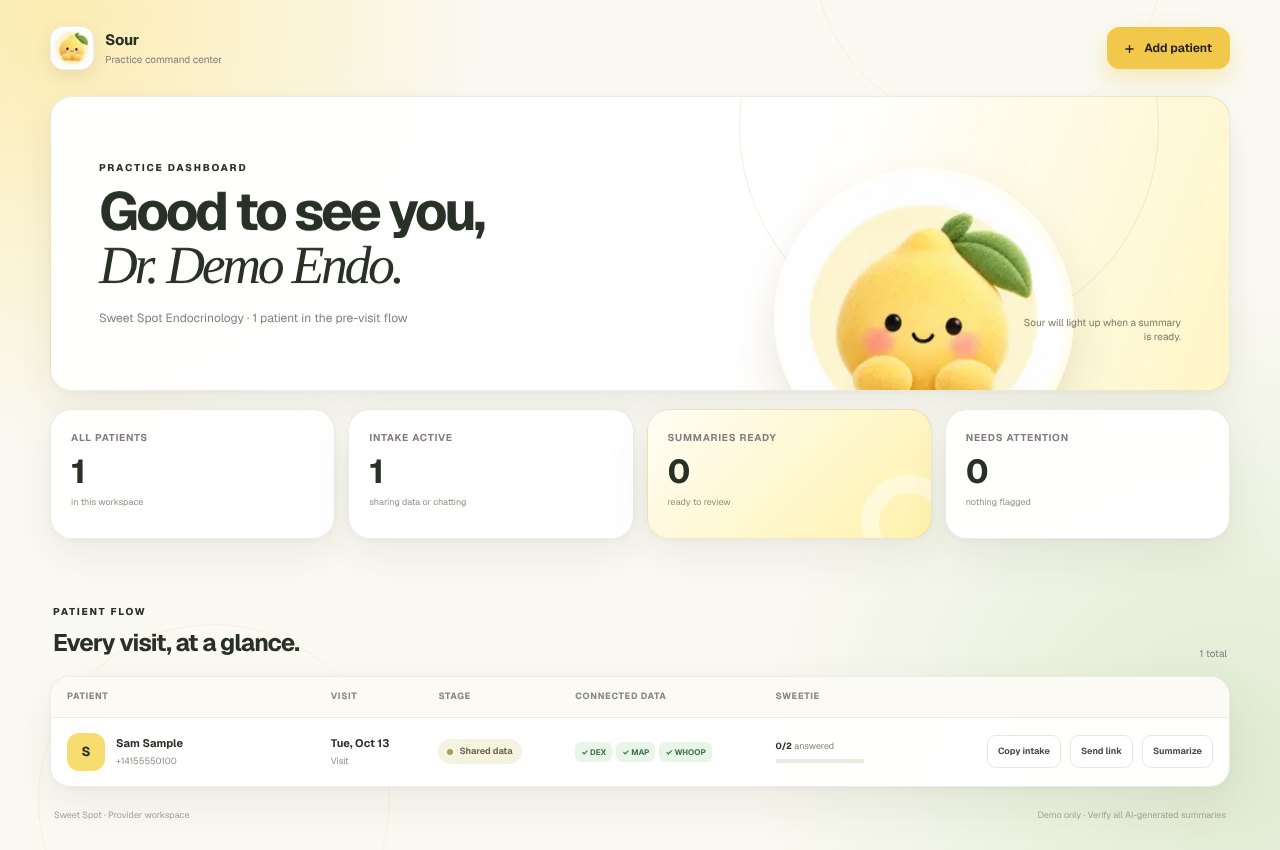 Sour
Practice command center
+ Add patient
PRACTICE DASHBOARD
Good to see you,
Dr. Demo Endo.
Sweet Spot Endocrinology · 1 patient in the pre-visit flow
Sour will light up when a summary
is ready.
ALL PATIENTS
1
in this workspace
INTAKE ACTIVE
1
sharing data or chatting
SUMMARIES READY
0
ready to review
NEEDS ATTENTION
0
nothing flagged
PATIENT FLOW
Every visit, at a glance.
1 total
PATIENT VISIT STAGE CONNECTED DATA SWEETIE
S
Sam Sample
+14155550100
Tue, Oct 13
Visit
Shared data
✓ DEX ✓ MAP ✓ WHOOP
0/2 answered
Copy intake Send link Summarize
Sweet Spot · Provider workspace
Demo only · Verify all AI-generated summaries